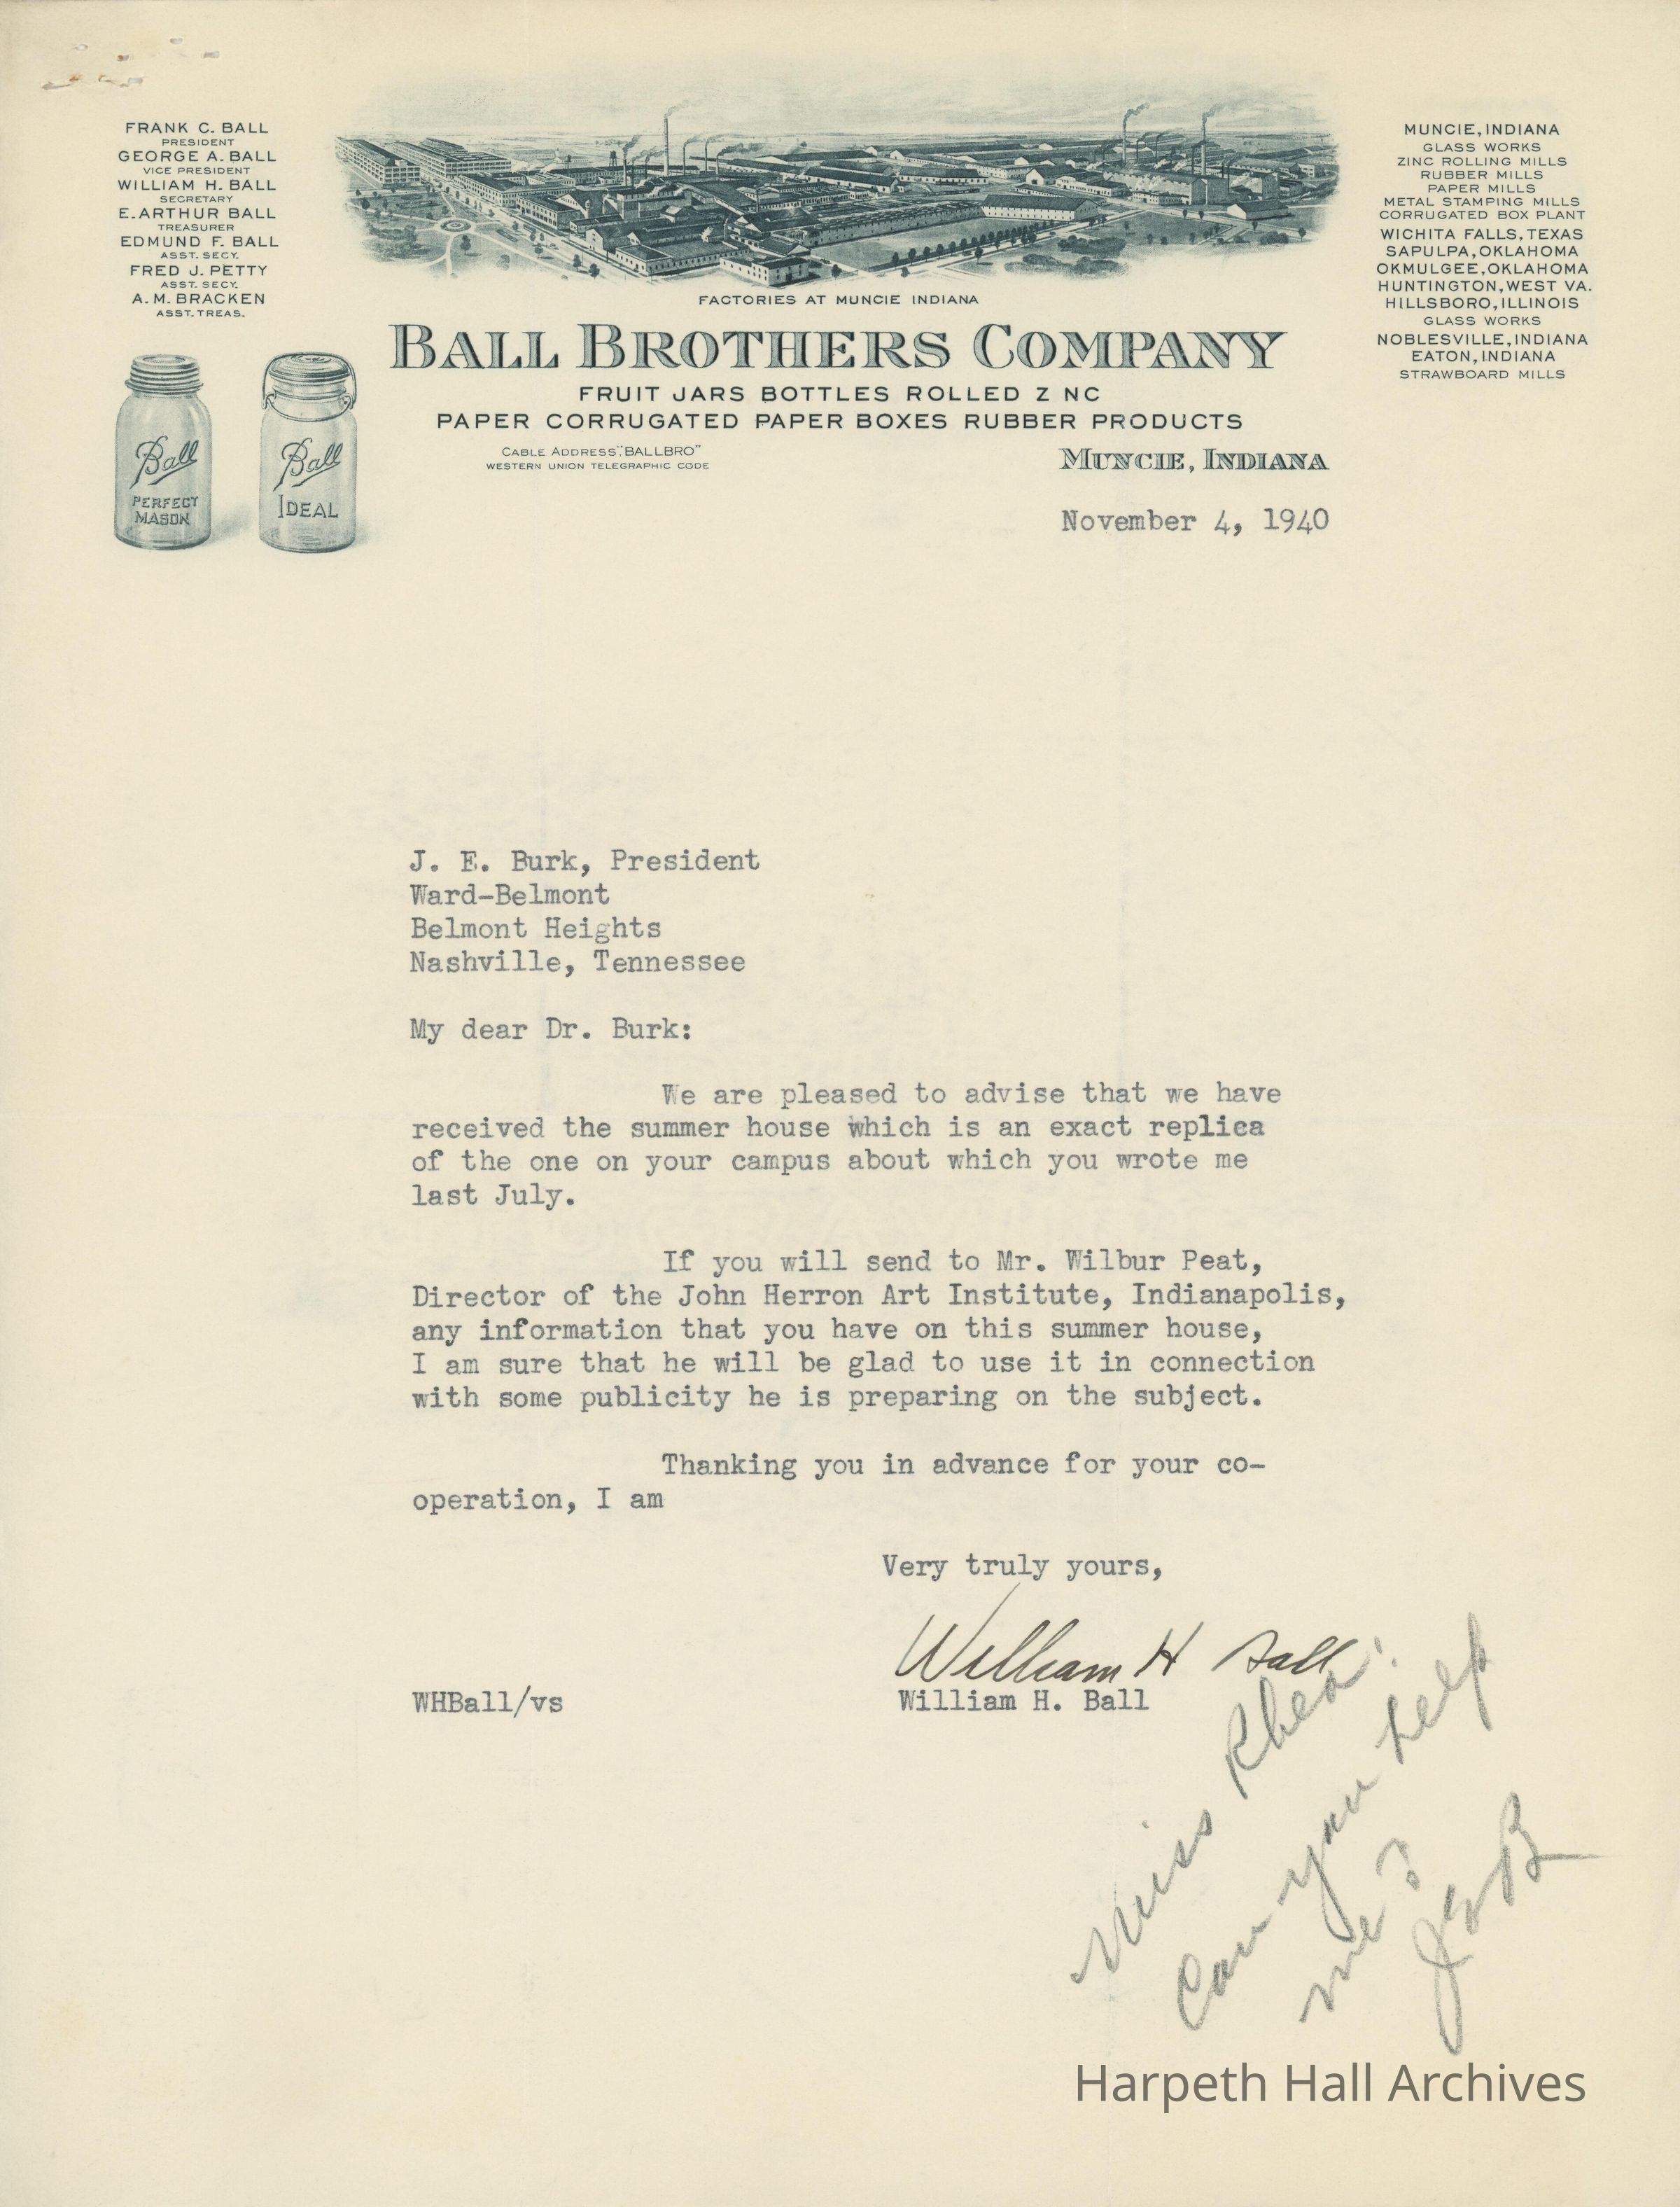 FRANK C. BALL
PRESIDENT
GEORGE A. BALL
VICE PRESIDENT
WILLIAM H. BALL
SECRETARY
E. ARTHUR BALL
TREASURER
EDMUND F. BALL
ASST. SECY.
FRED J. PETTY
ASST. SECY.
A. M. BRACKEN
ASST. TREAS.
MUNCIE, INDIANA
GLASS WORKS
ZINC ROLLING MILLS
RUBBER MILLS
PAPER MILLS
METAL STAMPING MILLS
CORRUGATED BOX PLANT
WICHITA FALLS, TEXAS
SAPULPA, OKLAHOMA
OKMULGEE, OKLAHOMA
HUNTINGTON, WEST VA.
HILLSBORO, ILLINOIS
GLASS WORKS
NOBLESVILLE, INDIANA
EATON, INDIANA
STRAWBOARD MILLS
FACTORIES AT MUNCIE INDIANA
BALL BROTHERS COMPANY
FRUIT JARS BOTTLES ROLLED Z NC
PAPER CORRUGATED PAPER BOXES RUBBER PRODUCTS
CABLE ADDRESS, "BALLBRO"
WESTERN UNION TELEGRAPHIC CODE
MUNCIE, INDIANA
Ball
PERFECT
MASON
Ball
IDEAL
November 4, 1940
J. E. Burk, President
Ward-Belmont
Belmont Heights
Nashville, Tennessee
My dear Dr. Burk:
We are pleased to advise that we have
received the summer house which is an exact replica
of the one on your campus about which you wrote me
last July.
If you will send to Mr. Wilbur Peat,
Director of the John Herron Art Institute, Indianapolis,
any information that you have on this summer house,
I am sure that he will be glad to use it in connection
with some publicity he is preparing on the subject.
Thanking you in advance for your co-
operation, I am
Very truly yours,
William H Ball
WHBall/vs
William H. Ball
Miss Rhea:
Can you help
me?
JEB
Harpeth Hall Archives